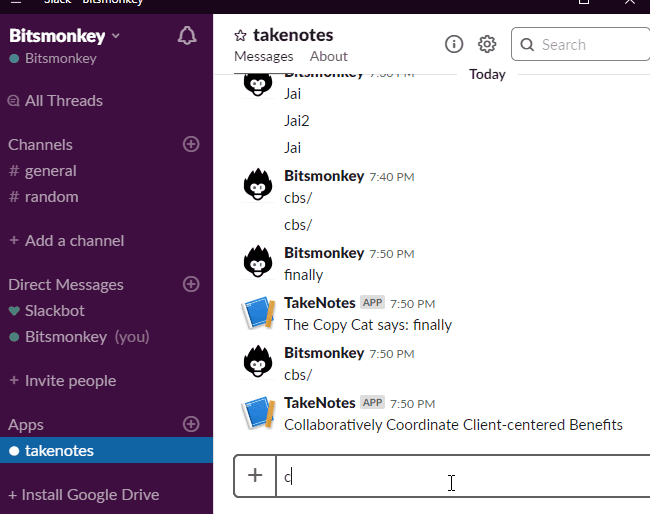 Slack - Bitsmonkey
Bitsmonkey
Bitsmonkey
All Threads
Channels
# general
# random
+ Add a channel
Direct Messages
Slackbot
Bitsmonkey (you)
+ Invite people
Apps
takenotes
+ Install Google Drive
takenotes
Messages About
Search
Today
Bitsmonkey 7:30 PM
Jai
Jai2
Jai
Bitsmonkey 7:40 PM
cbs/
cbs/
Bitsmonkey 7:50 PM
finally
TakeNotes APP 7:50 PM
The Copy Cat says: finally
Bitsmonkey 7:50 PM
cbs/
TakeNotes APP 7:50 PM
Collaboratively Coordinate Client-centered Benefits
c